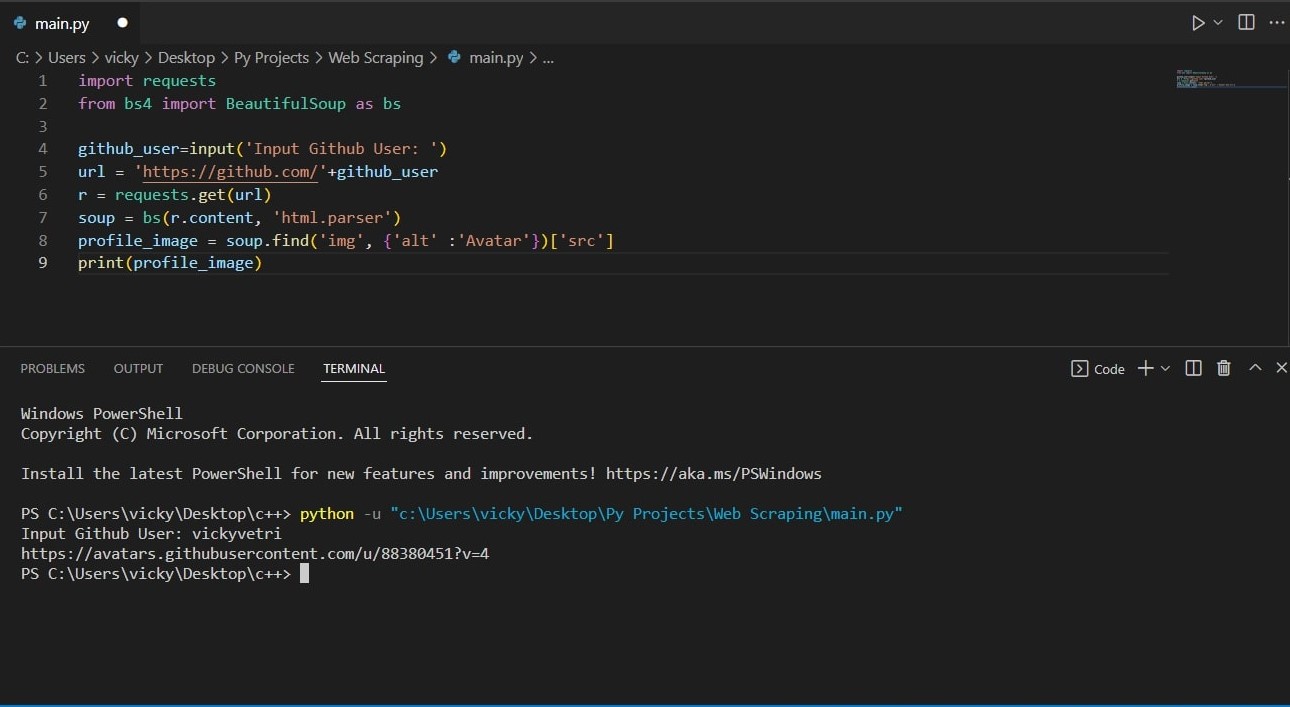 main.py
C: > Users > vicky > Desktop > Py Projects > Web Scraping > main.py > ...
1 import requests
2 from bs4 import BeautifulSoup as bs
3
4 github_user=input('Input Github User: ')
5 url = 'https://github.com/'+github_user
6 r = requests.get(url)
7 soup = bs(r.content, 'html.parser')
8 profile_image = soup.find('img', {'alt' :'Avatar'})['src']
9 print(profile_image)
PROBLEMS OUTPUT DEBUG CONSOLE TERMINAL Code
Windows PowerShell
Copyright (C) Microsoft Corporation. All rights reserved.
Install the latest PowerShell for new features and improvements! https://aka.ms/PSWindows
PS C:\Users\vicky\Desktop\c++> python -u "c:\Users\vicky\Desktop\Py Projects\Web Scraping\main.py"
Input Github User: vickyvetri
https://avatars.githubusercontent.com/u/88380451?v=4
PS C:\Users\vicky\Desktop\c++>